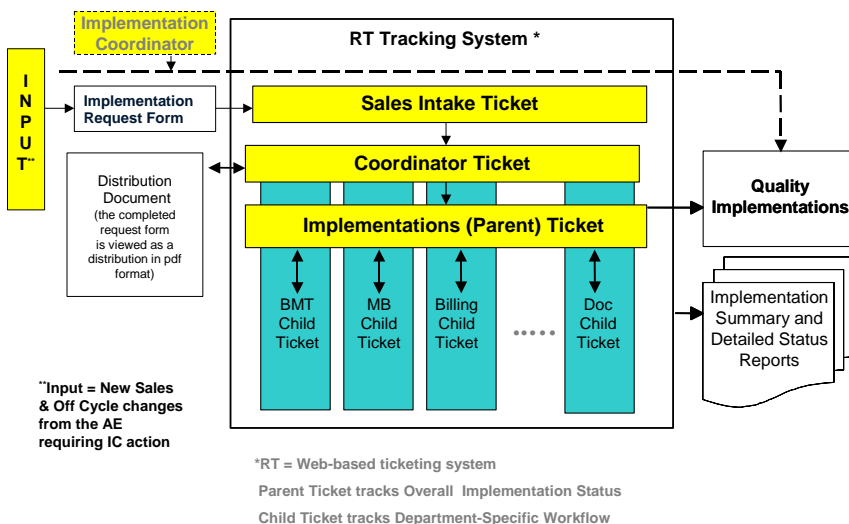 Implementation
Coordinator
RT Tracking System *
I
N
P
U
T**
Implementation
Request Form
Sales Intake Ticket
Coordinator Ticket
Distribution
Document
(the completed
request form
is viewed as a
distribution in pdf
format)
Implementations (Parent) Ticket
Quality
Implementations
BMT
Child
Ticket
MB
Child
Ticket
Billing
Child
Ticket
.....
Doc
Child
Ticket
Implementation
Summary and
Detailed Status
Reports
**Input = New Sales
& Off Cycle changes
from the AE
requiring IC action
*RT = Web-based ticketing system
Parent Ticket tracks Overall Implementation Status
Child Ticket tracks Department-Specific Workflow